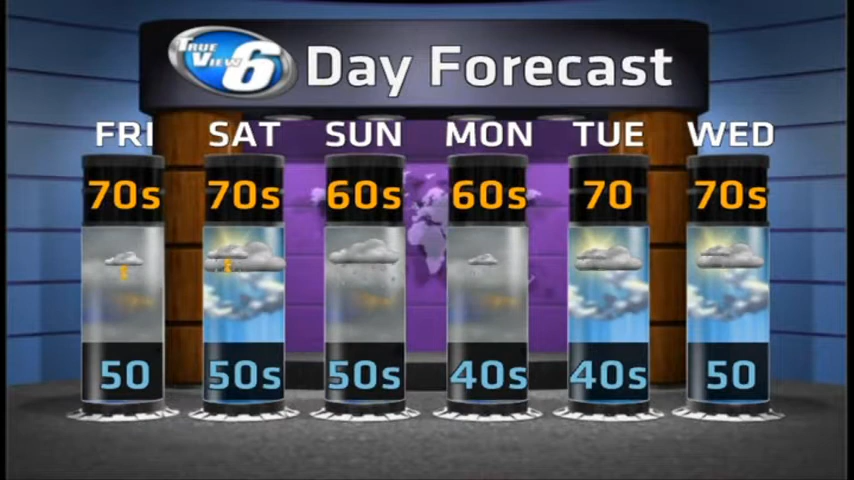 TRUE
VIEW 6 Day Forecast
FRI SAT SUN MON TUE WED
70s 70s 60s 60s 70 70s
50 50s 50s 40s 40s 50